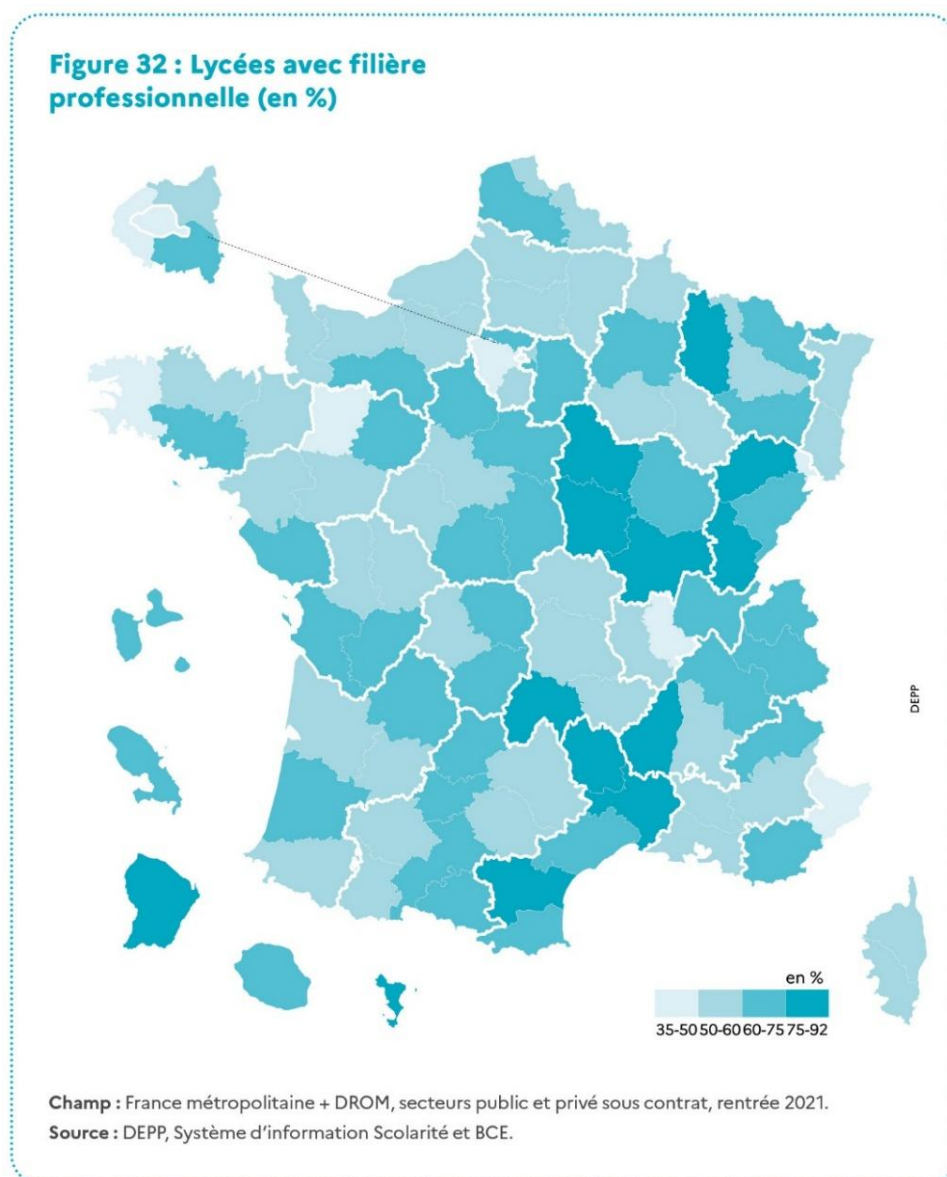 Figure 32 : Lycées avec filière
professionnelle (en %)
DEPP
en %
35-50 50-60 60-75 75-92
Champ : France métropolitaine + DROM, secteurs public et privé sous contrat, rentrée 2021.
Source : DEPP, Système d’information Scolarité et BCE.